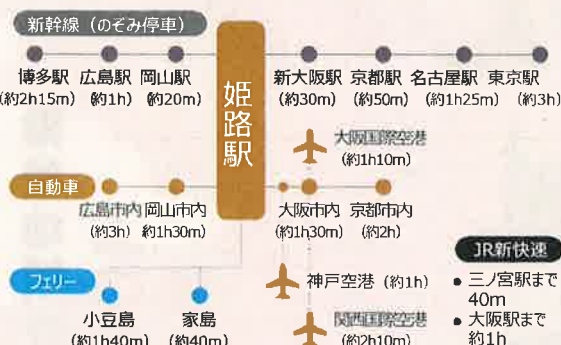 新幹線（のぞみ停車）
博多駅 広島駅 岡山駅 新大阪駅 京都駅 名古屋駅 東京駅
(約2h15m) (約1h) (約20m) (約30m) (約50m) (約1h25m) (約3h)
姫路駅
大阪国際空港
(約1h10m)
自動車
広島市内 岡山市内 大阪市内 京都市内
(約3h) 約1h30m) (約1h30m) (約2h)
フェリー
小豆島 家島
(約1h40m) (約40m)
神戸空港 (約1h)
関西国際空港
(約2h10m)
JR新快速
● 三ノ宮駅まで
40m
● 大阪駅まで
約1h